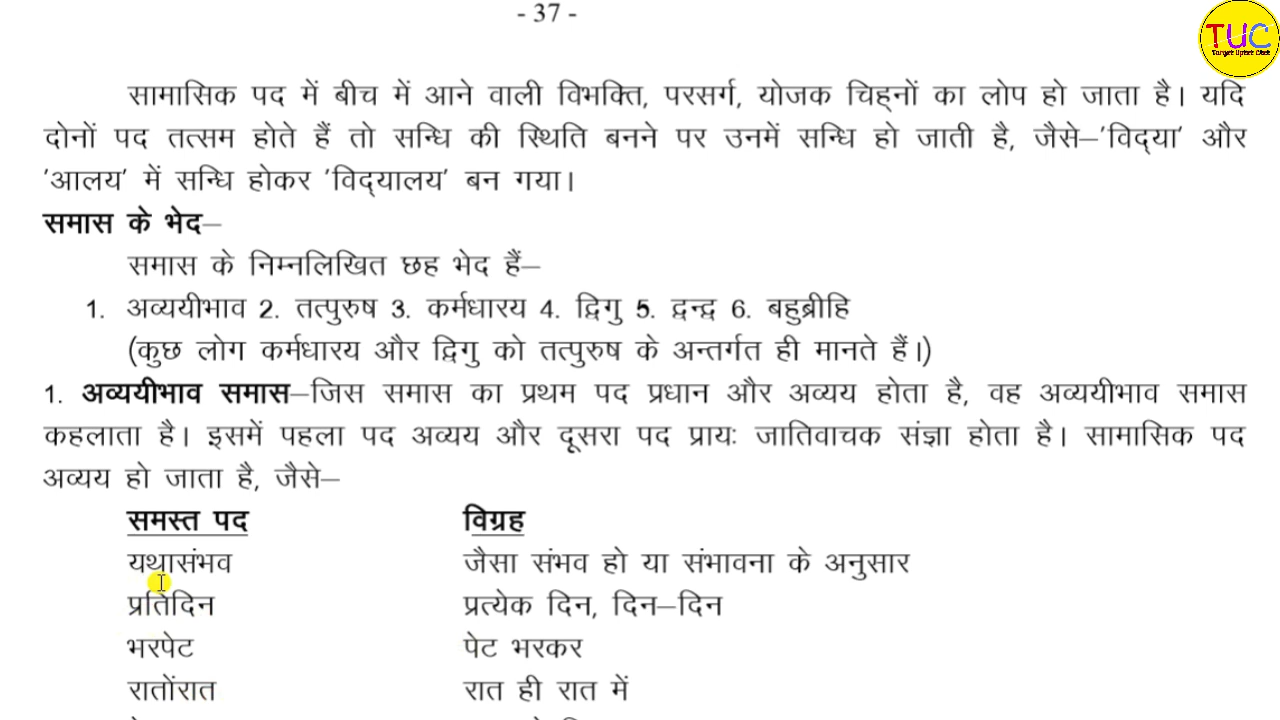 - 37 -
TUC
Target Uptet Ctet
सामासिक पद में बीच में आने वाली विभक्ति, परसर्ग, योजक चिह्नों का लोप हो जाता है। यदि
दोनों पद तत्सम होते हैं तो सन्धि की स्थिति बनने पर उनमें सन्धि हो जाती है, जैसे–'विद्‌या' और
'आलय' में सन्धि होकर 'विद्‌यालय' बन गया।
समास के भेद–
समास के निम्नलिखित छह भेद हैं–
1. अव्ययीभाव 2. तत्पुरुष 3. कर्मधारय 4. द्विगु 5. द्वन्द्व 6. बहुब्रीहि
(कुछ लोग कर्मधारय और द्विगु को तत्पुरुष के अन्तर्गत ही मानते हैं।)
1. अव्ययीभाव समास–जिस समास का प्रथम पद प्रधान और अव्यय होता है, वह अव्ययीभाव समास
कहलाता है। इसमें पहला पद अव्यय और दूसरा पद प्रायः जातिवाचक संज्ञा होता है। सामासिक पद
अव्यय हो जाता है, जैसे–
समस्त पद विग्रह
यथासंभव जैसा संभव हो या संभावना के अनुसार
प्रतिदिन प्रत्येक दिन, दिन–दिन
भरपेट पेट भरकर
रातोंरात रात ही रात में